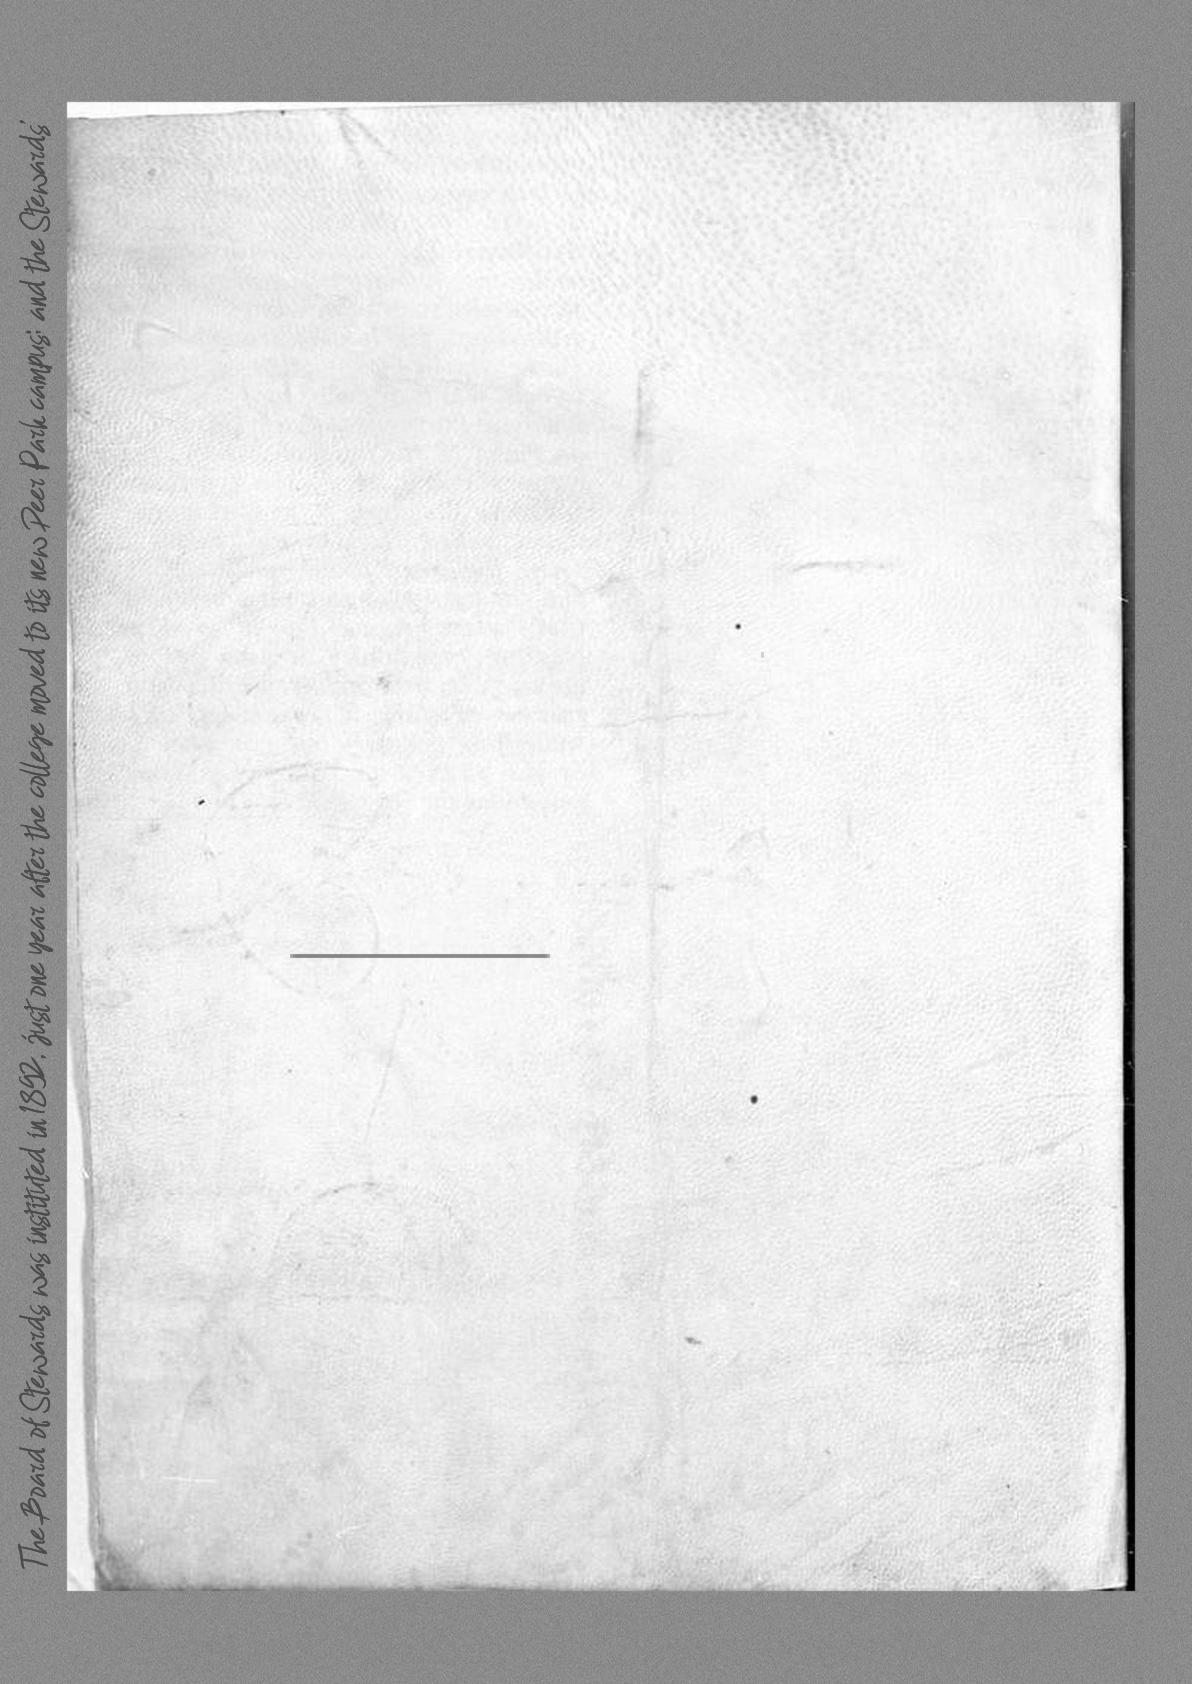 The Board of Stewards was instituted in 1892, just one year after the college moved to its new Peer Park campus; and the Stewards'